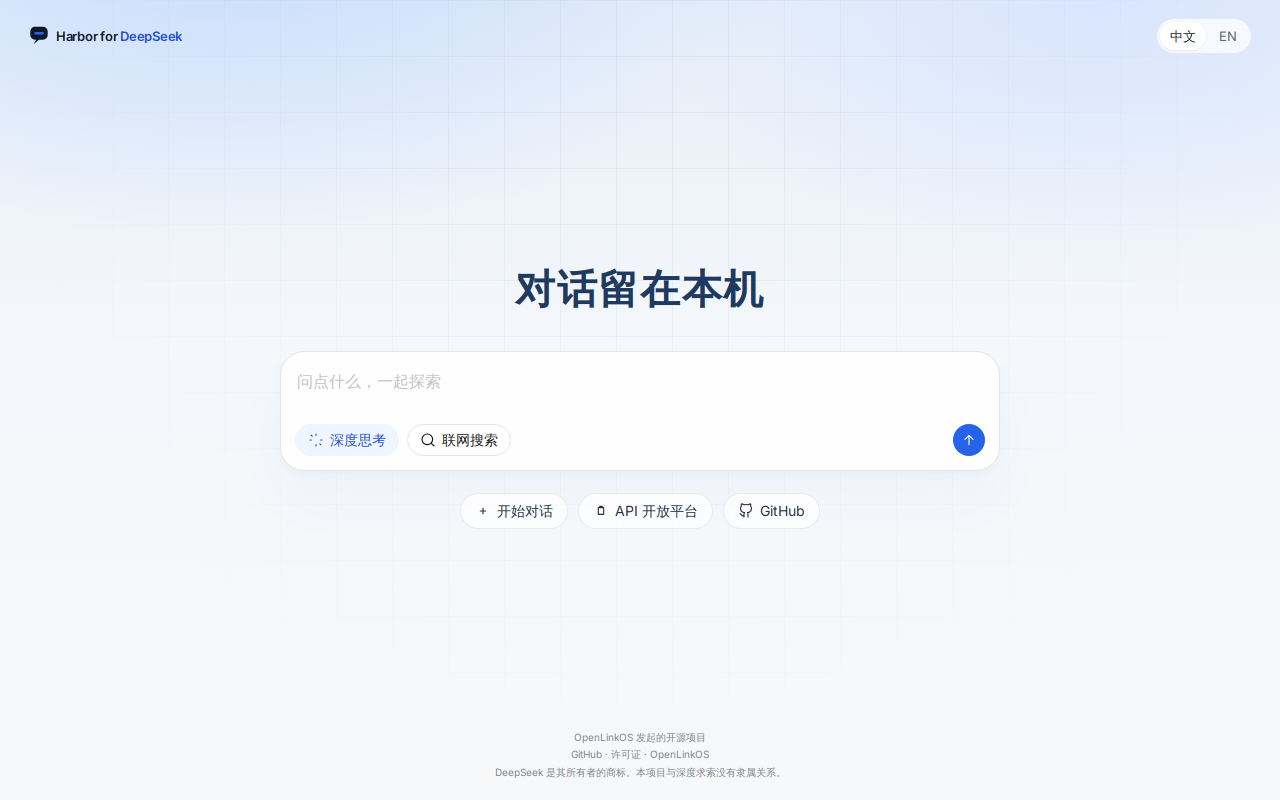 Harbor for DeepSeek
中文 EN
对话留在本机
问点什么，一起探索
深度思考 联网搜索
开始对话 API 开放平台 GitHub
OpenLinkOS 发起的开源项目
GitHub · 许可证 · OpenLinkOS
DeepSeek 是其所有者的商标。本项目与深度求索没有隶属关系。